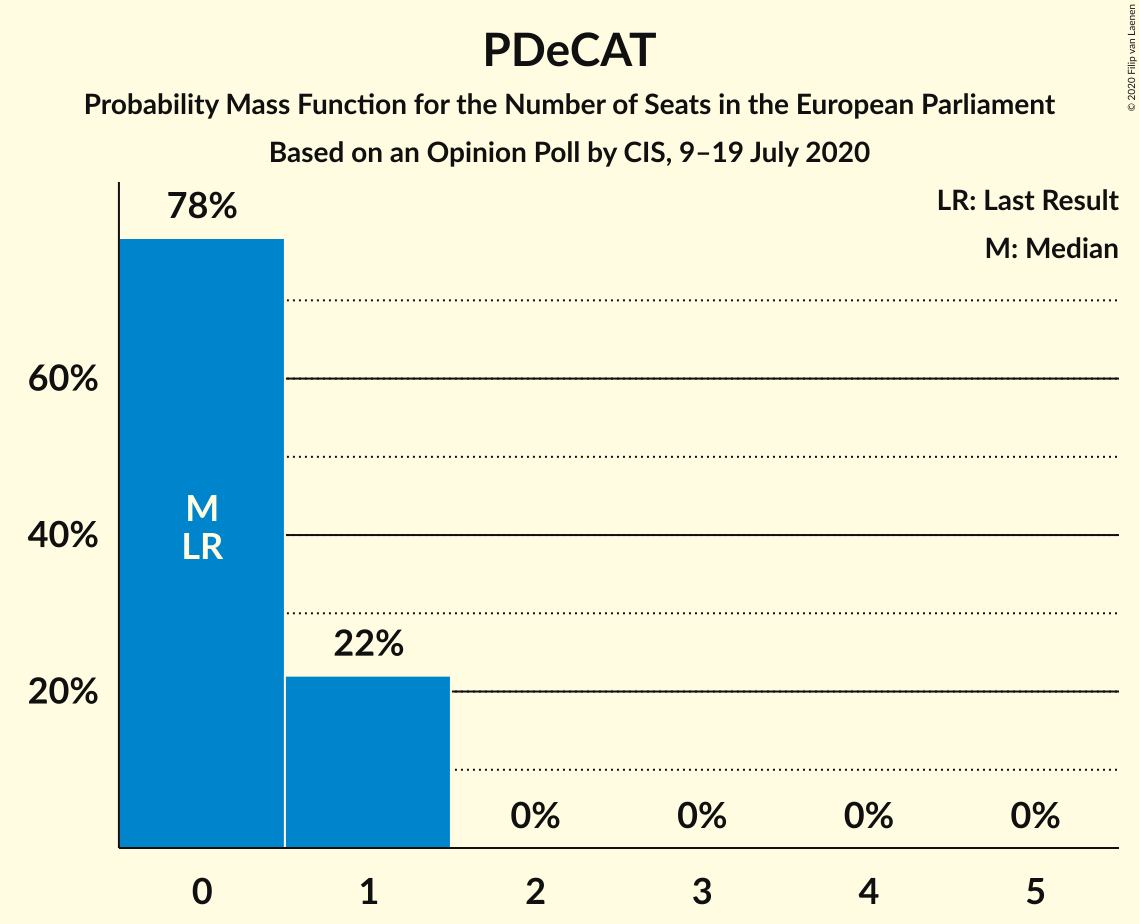 PDeCAT
Probability Mass Function for the Number of Seats in the European Parliament
Based on an Opinion Poll by CIS, 9–19 July 2020
© 2020 Filip van Laenen
LR: Last Result
M: Median
78%
60%
40%
20%
M
LR
22%
0%
0%
0%
0%
0
1
2
3
4
5